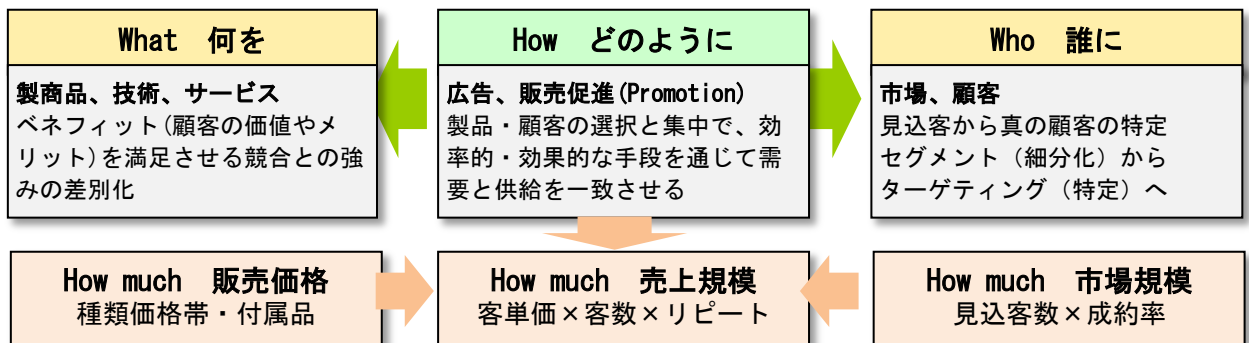 What 何を
製商品、技術、サービス
ベネフィット(顧客の価値やメ
リット)を満足させる競合との強
みの差別化
How どのように
広告、販売促進(Promotion)
製品・顧客の選択と集中で、効
率的・効果的な手段を通じて需
要と供給を一致させる
Who 誰に
市場、顧客
見込客から真の顧客の特定
セグメント（細分化）から
ターゲティング（特定）へ
How much 販売価格
種類価格帯・付属品
How much 売上規模
客単価×客数×リピート
How much 市場規模
見込客数×成約率